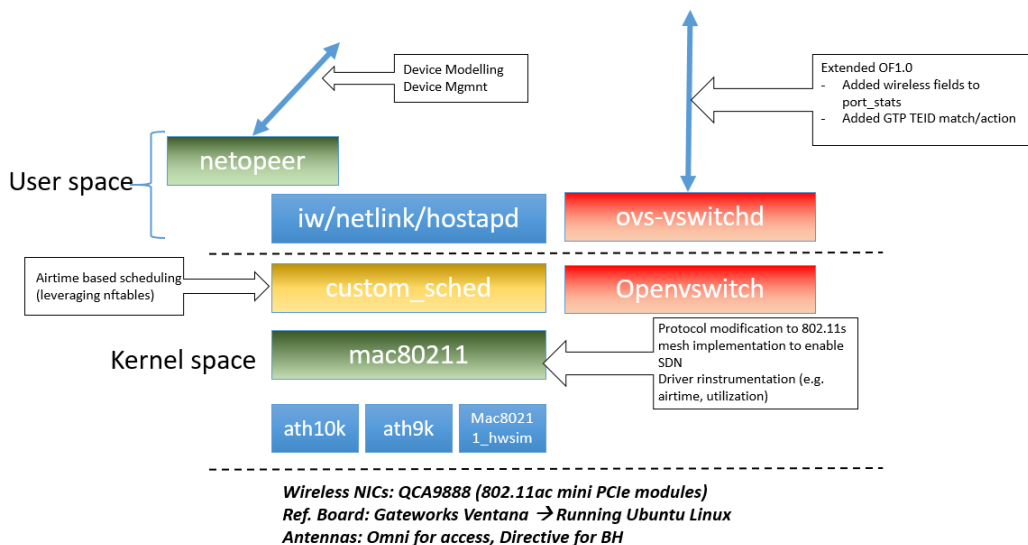 Device Modelling
Device Mgmnt
Extended OF1.0
- Added wireless fields to
port_stats
- Added GTP TEID match/action
netopeer
User space
iw/netlink/hostapd
ovs-vswitchd
Airtime based scheduling
(leveraging nftables)
custom_sched
Openvswitch
Kernel space
mac80211
Protocol modification to 802.11s
mesh implementation to enable
SDN
Driver rinstrumentation (e.g.
airtime, utilization)
ath10k
ath9k
Mac8021
1_hwsim
Wireless NICs: QCA9888 (802.11ac mini PCIe modules)
Ref. Board: Gateworks Ventana → Running Ubuntu Linux
Antennas: Omni for access, Directive for BH